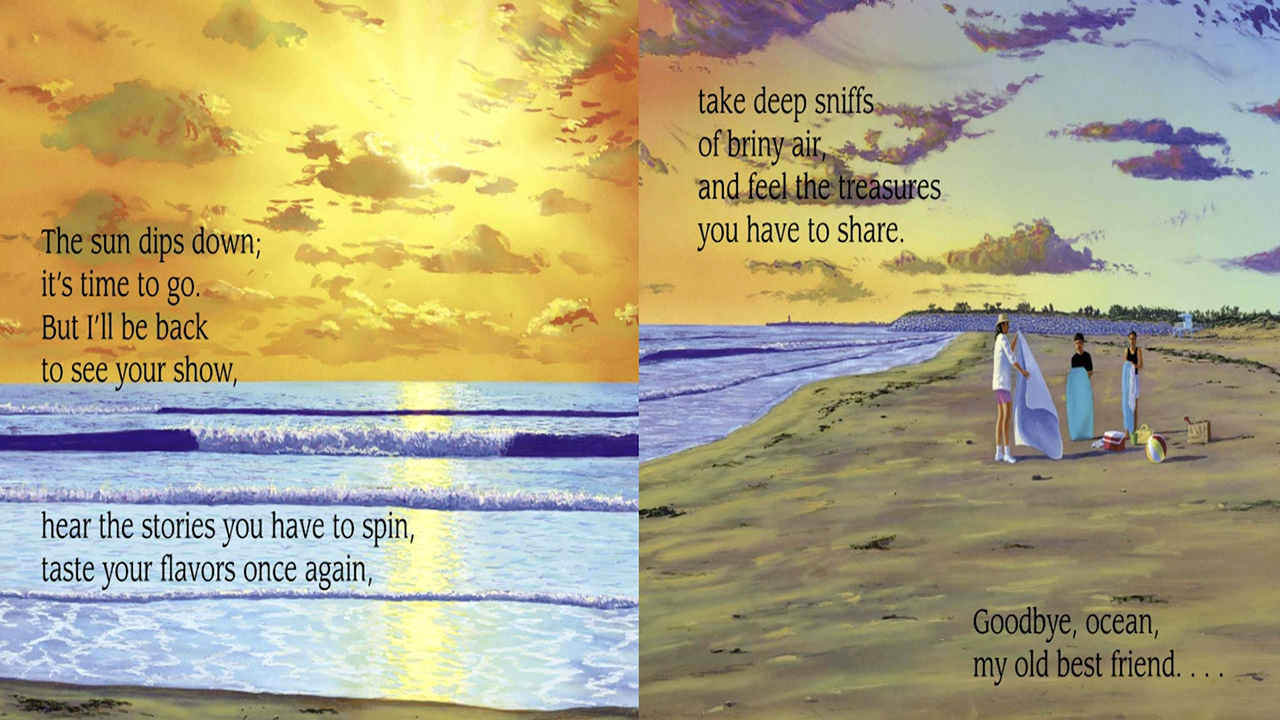 The sun dips down;
it's time to go.
But I'll be back
to see your show,
hear the stories you have to spin,
taste your flavors once again,
take deep sniffs
of briny air,
and feel the treasures
you have to share.
Goodbye, ocean,
my old best friend. . . .